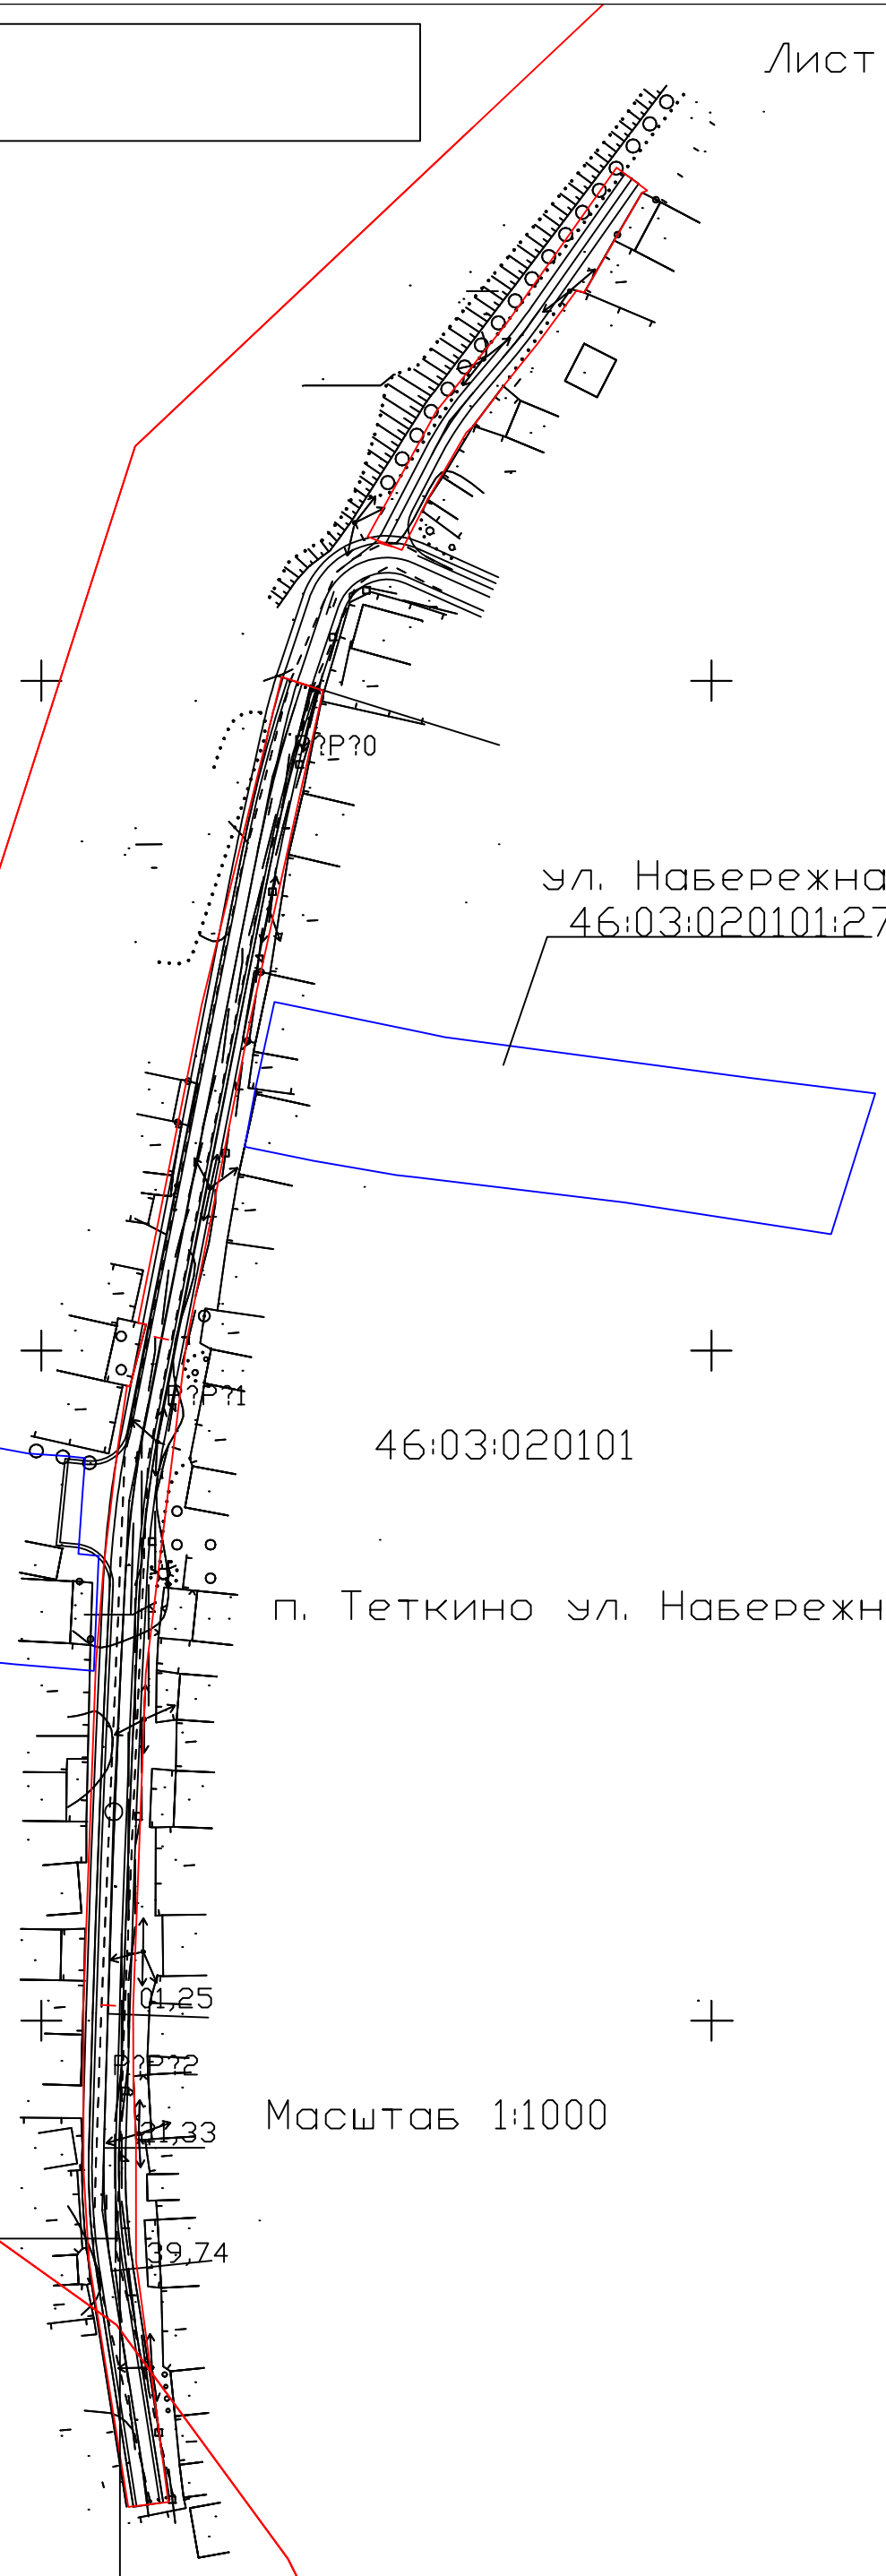 Лист
P?P?0
ул. Набережна
46:03:020101:27
P?P?1
46:03:020101
п. Теткино ул. Набережн
01,25
P?P?2
Масштаб 1:1000
21,33
39,74